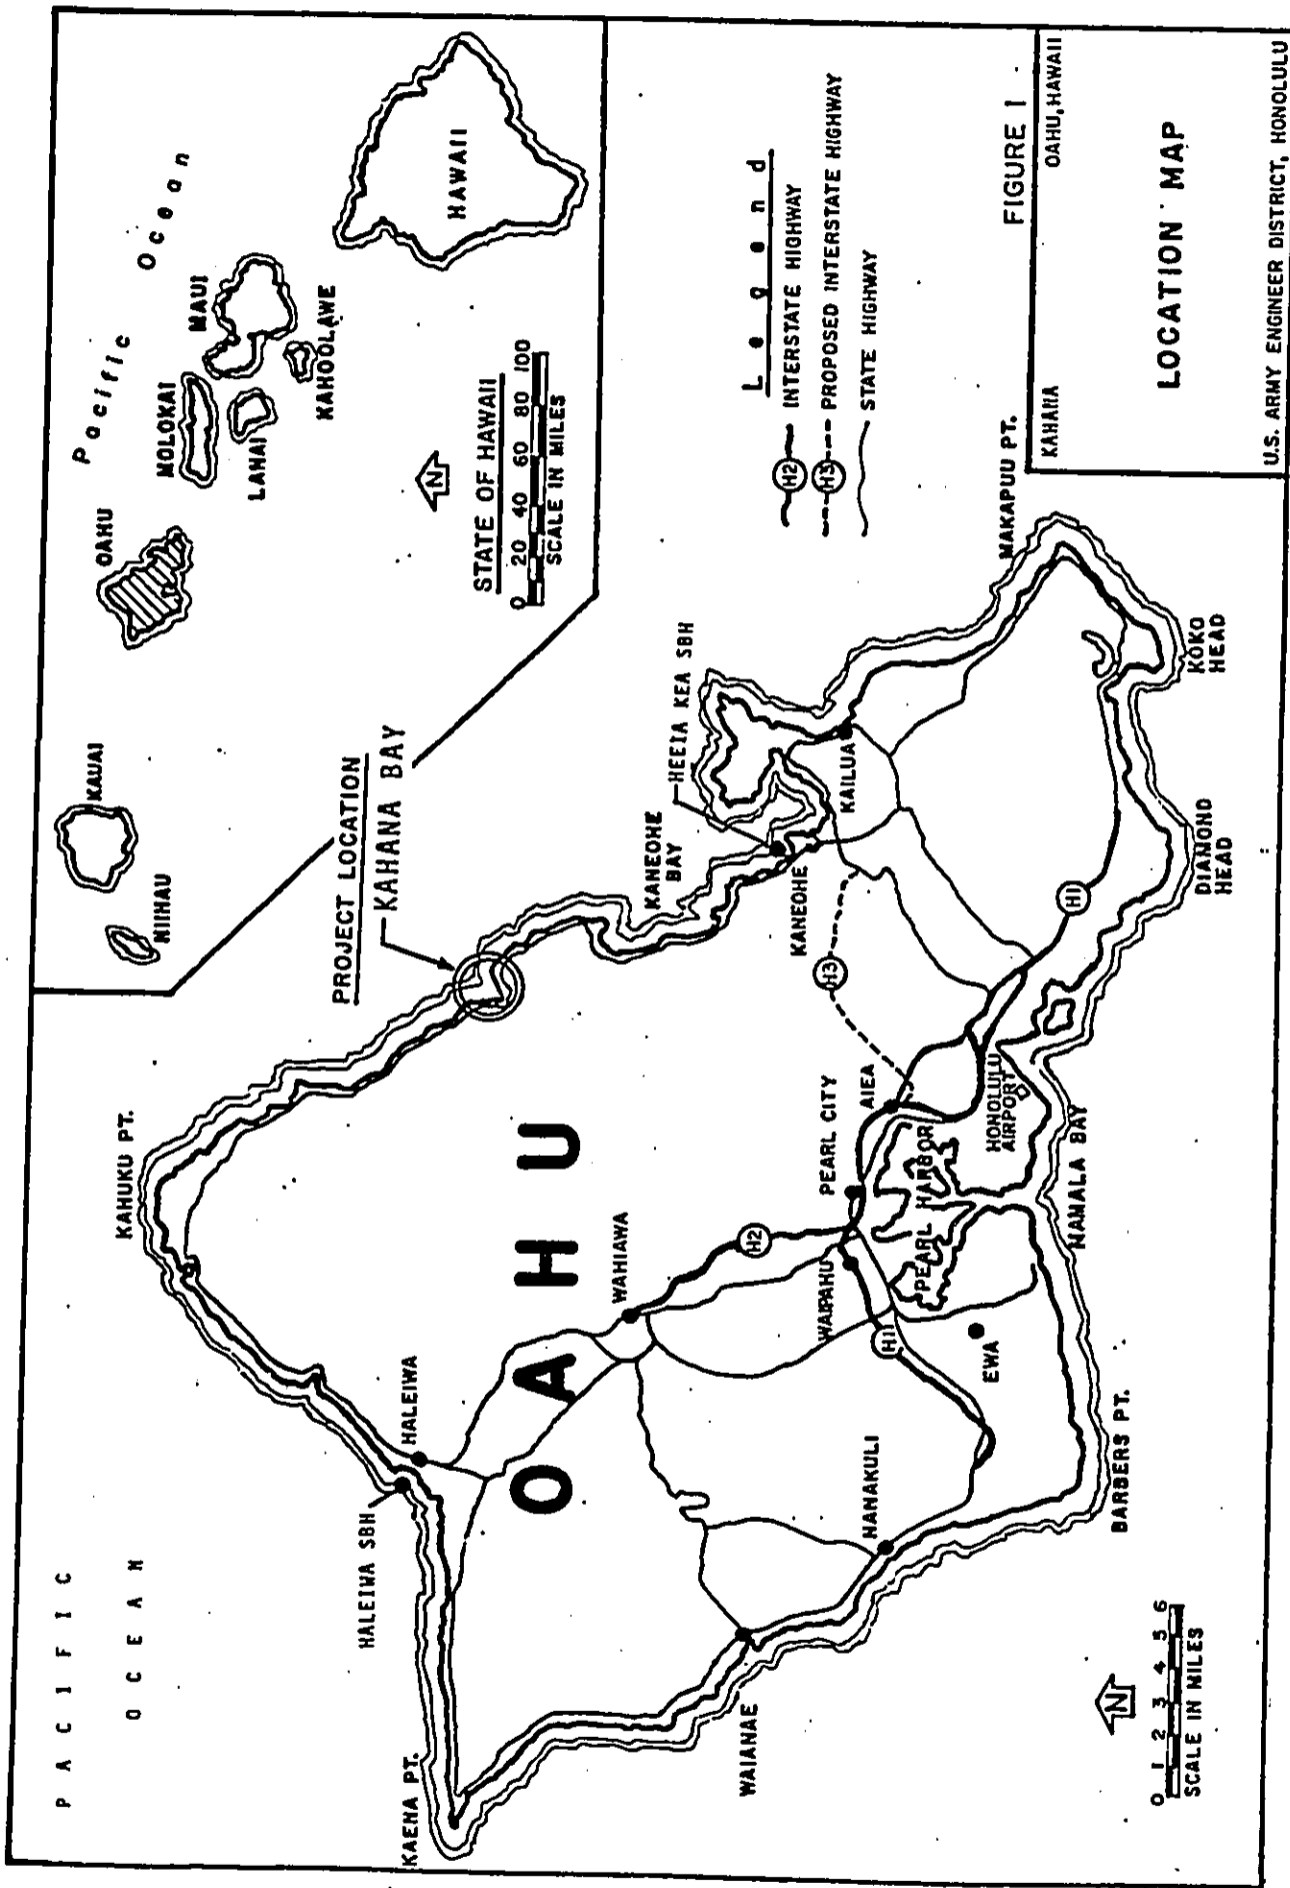 PACIFIC
OCEAN
KAUAI
NIIHAU
OAHU
MOLOKAI
LANAI
MAUI
KAHOOLAWE
HAWAII
Pacific Ocean
N
STATE OF HAWAII
0 20 40 60 80 100
SCALE IN MILES
PROJECT LOCATION
KAHANA BAY
KAHUKU PT.
HALEIWA SBH
HALEIWA
KAENA PT.
OAHU
WAHIAWA
KANEOHE
BAY
HEEIA KEA SBH
KANEOHE
KAILUA
MAKAPUU PT.
H2
H3
WAIANAE
NANAKULI
WAIPAHU
PEARL CITY
AIEA
H1
PEARL HARBOR
EWA
HONOLULU
AIRPORT
H1
BARBERS PT.
MAMALA BAY
DIAMOND
HEAD
KOKO
HEAD
N
0 1 2 3 4 5 6
SCALE IN MILES
Legend
H2 INTERSTATE HIGHWAY
H3 PROPOSED INTERSTATE HIGHWAY
STATE HIGHWAY
FIGURE 1
KAHANA OAHU, HAWAII
LOCATION MAP
U.S. ARMY ENGINEER DISTRICT, HONOLULU